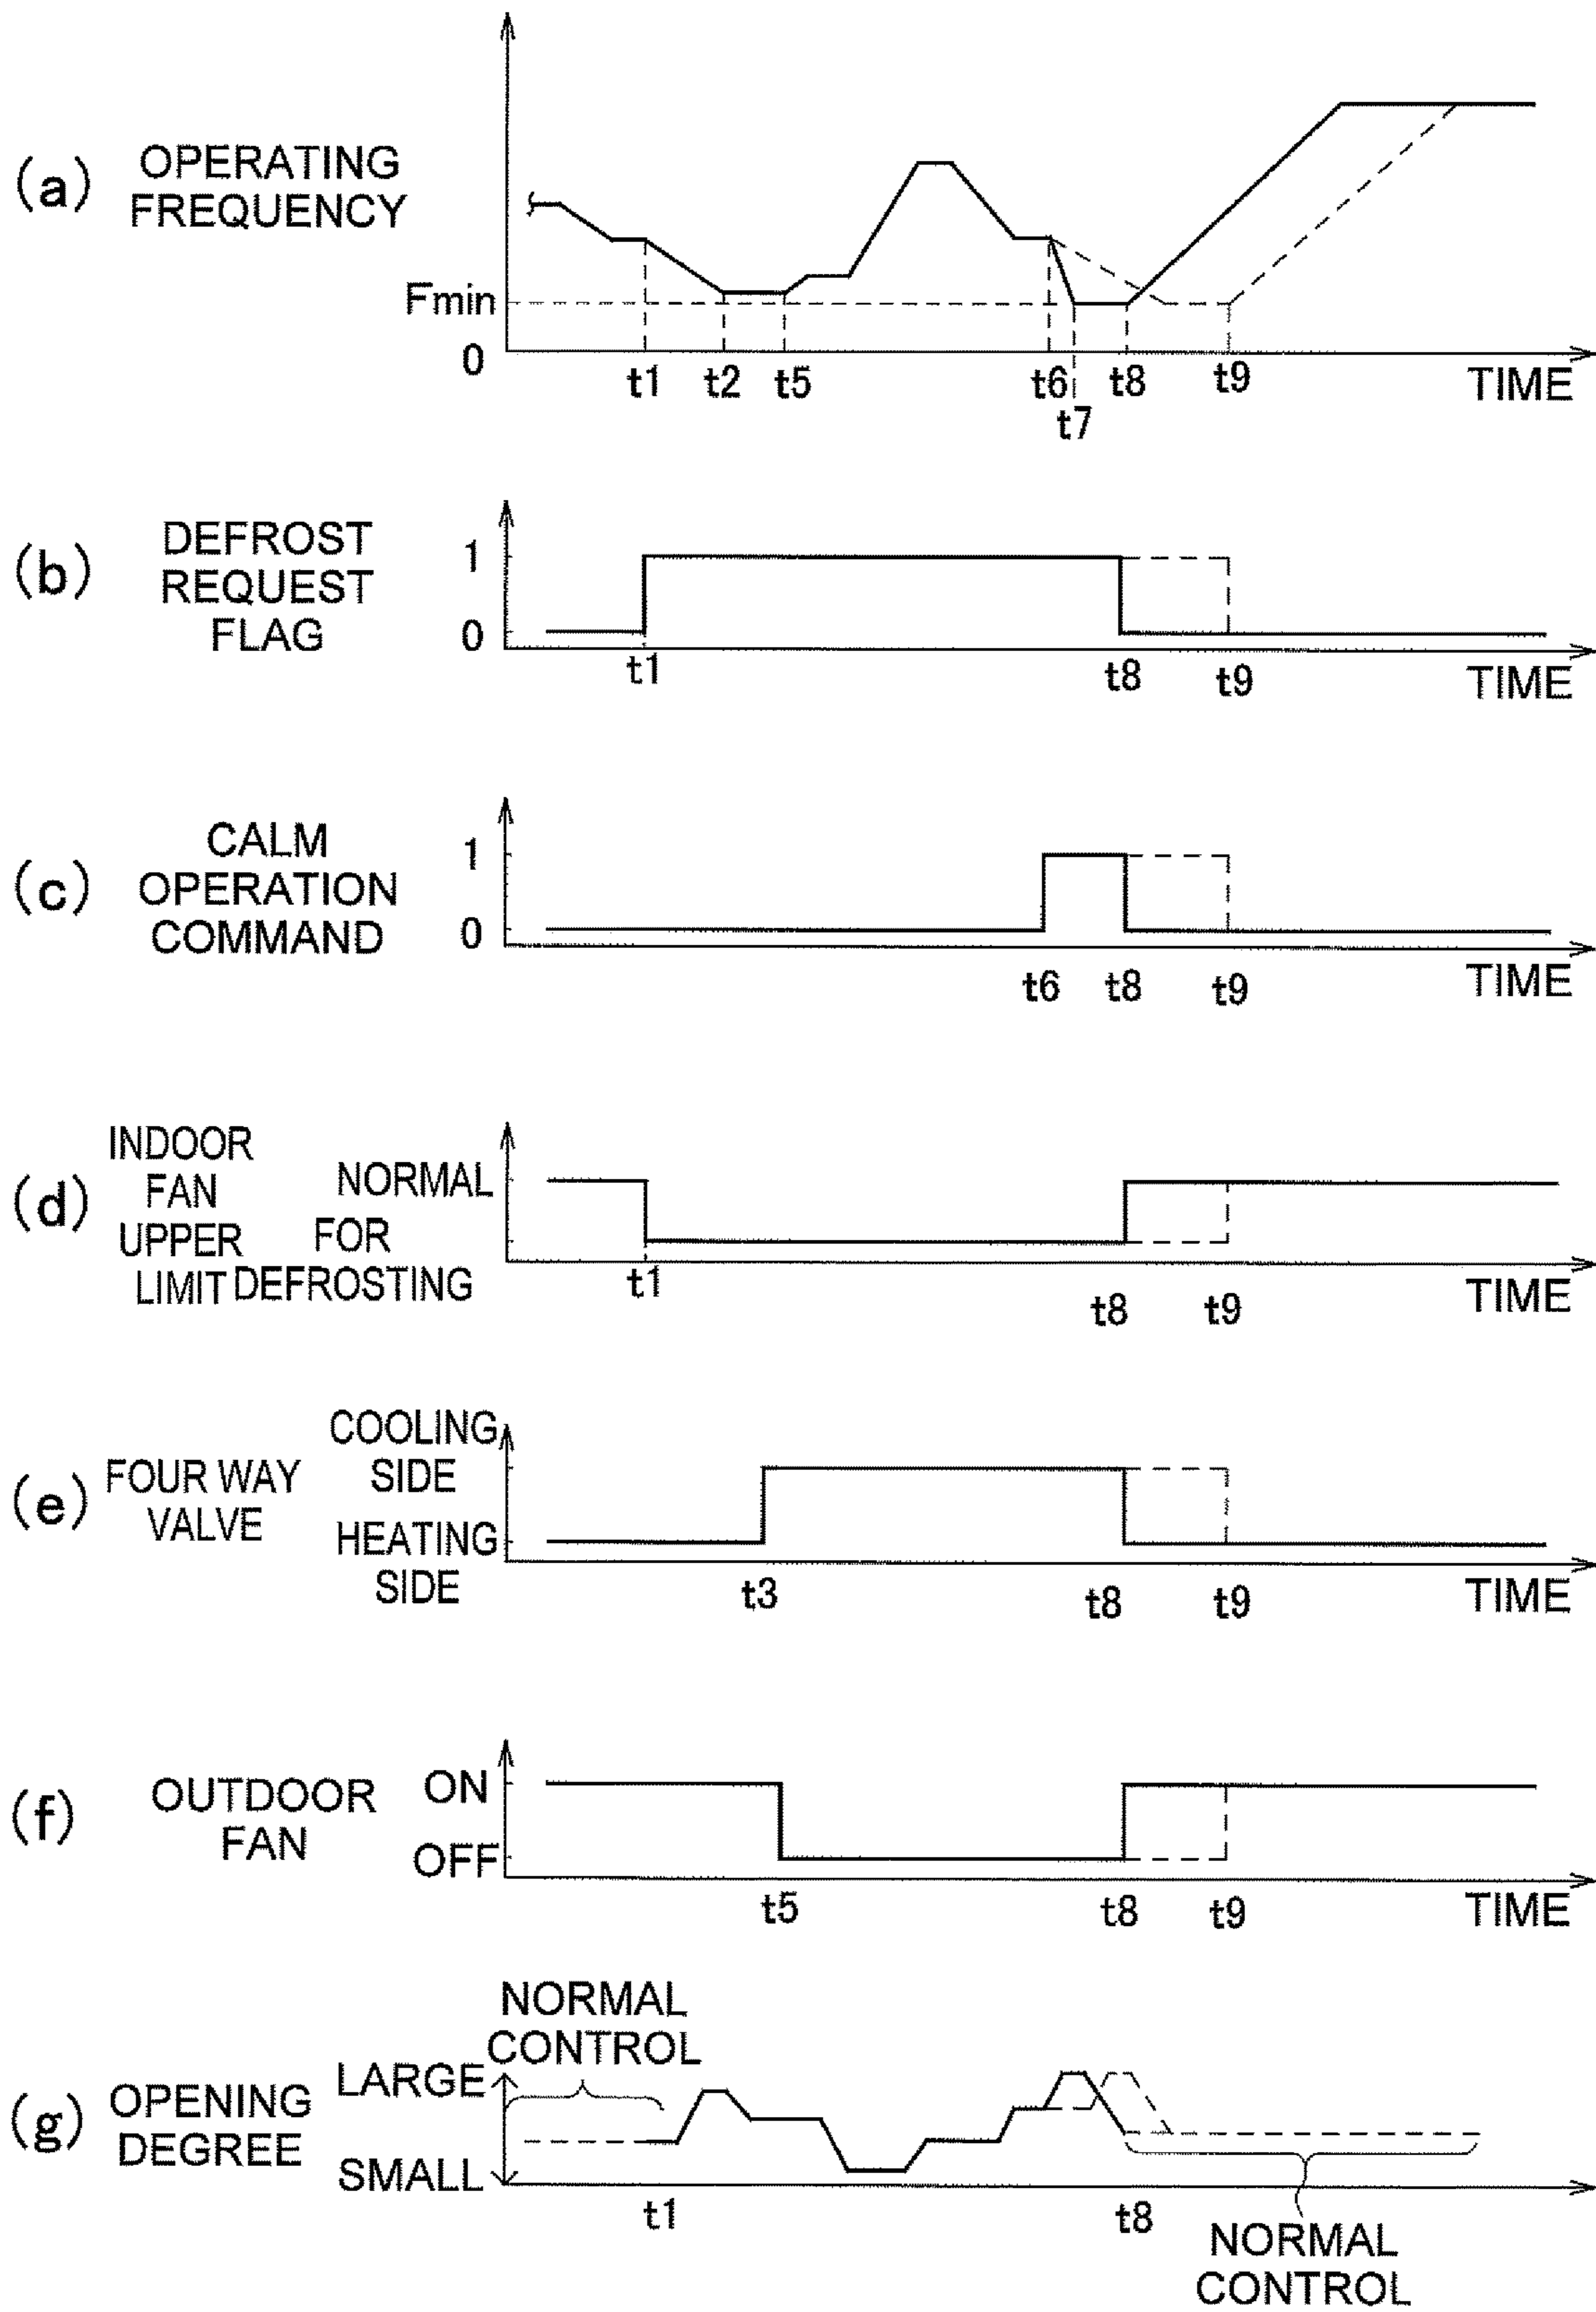 (a) OPERATING
FREQUENCY
Fmin
0
t1 t2 t5 t6 t8 t9
t7
TIME
(b) DEFROST
REQUEST
FLAG
1
0
t1 t8 t9 TIME
(c) CALM
OPERATION
COMMAND
1
0
t6 t8 t9 TIME
(d) INDOOR
FAN
UPPER
LIMIT
NORMAL
FOR
DEFROSTING
t1 t8 t9 TIME
(e) FOUR WAY
VALVE
COOLING
SIDE
HEATING
SIDE
t3 t8 t9 TIME
(f) OUTDOOR
FAN
ON
OFF
t5 t8 t9 TIME
(g) OPENING
DEGREE
NORMAL
CONTROL
LARGE
SMALL
t1 t8
NORMAL
CONTROL